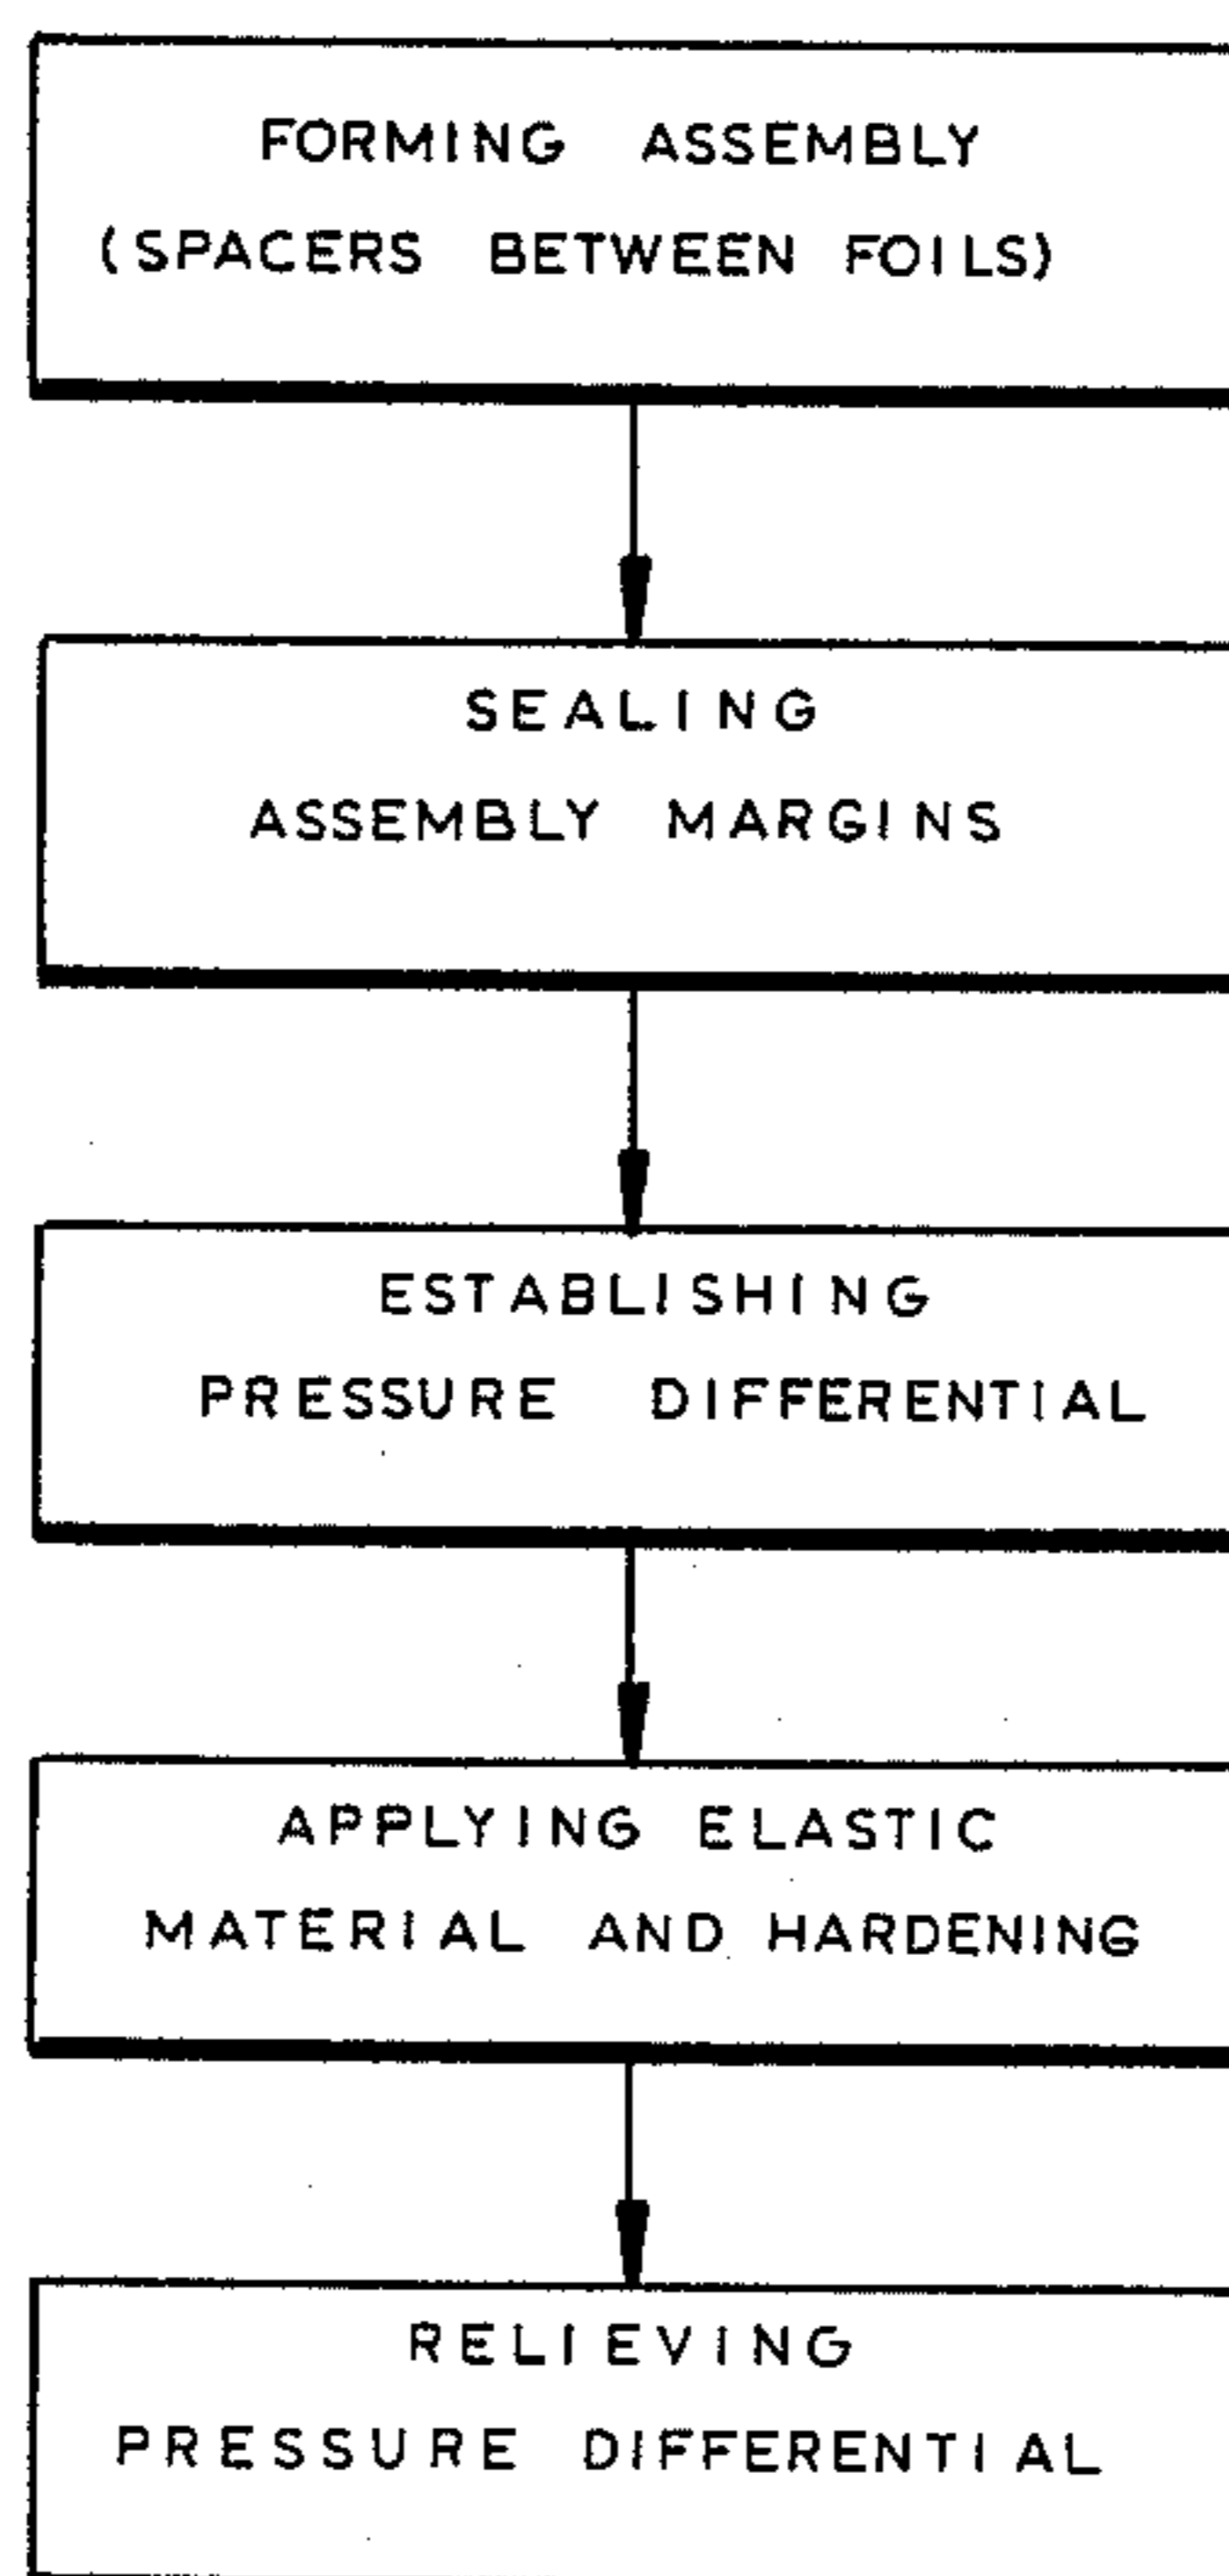 FORMING ASSEMBLY
(SPACERS BETWEEN FOILS)
SEALING
ASSEMBLY MARGINS
ESTABLISHING
PRESSURE DIFFERENTIAL
APPLYING ELASTIC
MATERIAL AND HARDENING
RELIEVING
PRESSURE DIFFERENTIAL